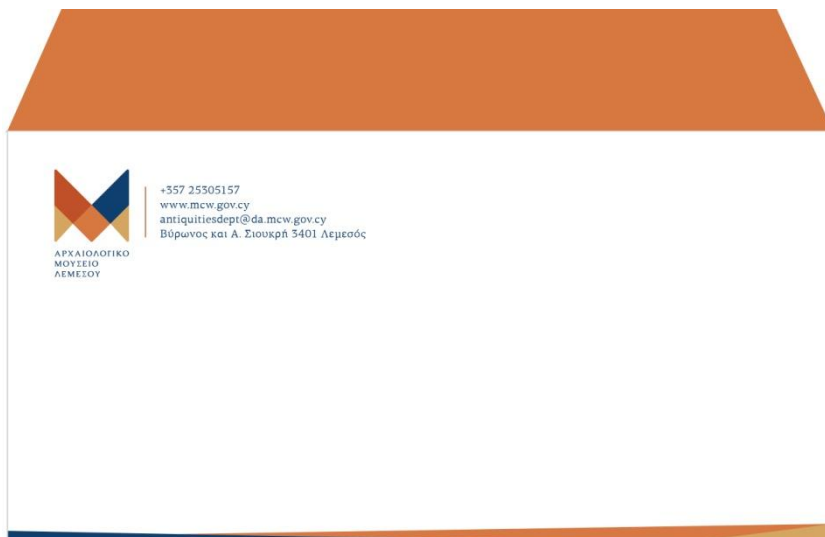 +357 25305157
www.mcw.gov.cy
antiquitiesdept@da.mcw.gov.cy
Βύρωνος και Α. Σιουκρή 3401 Λεμεσός
ΑΡΧΑΙΟΛΟΓΙΚΟ
ΜΟΥΣΕΙΟ
ΛΕΜΕΣΟΥ